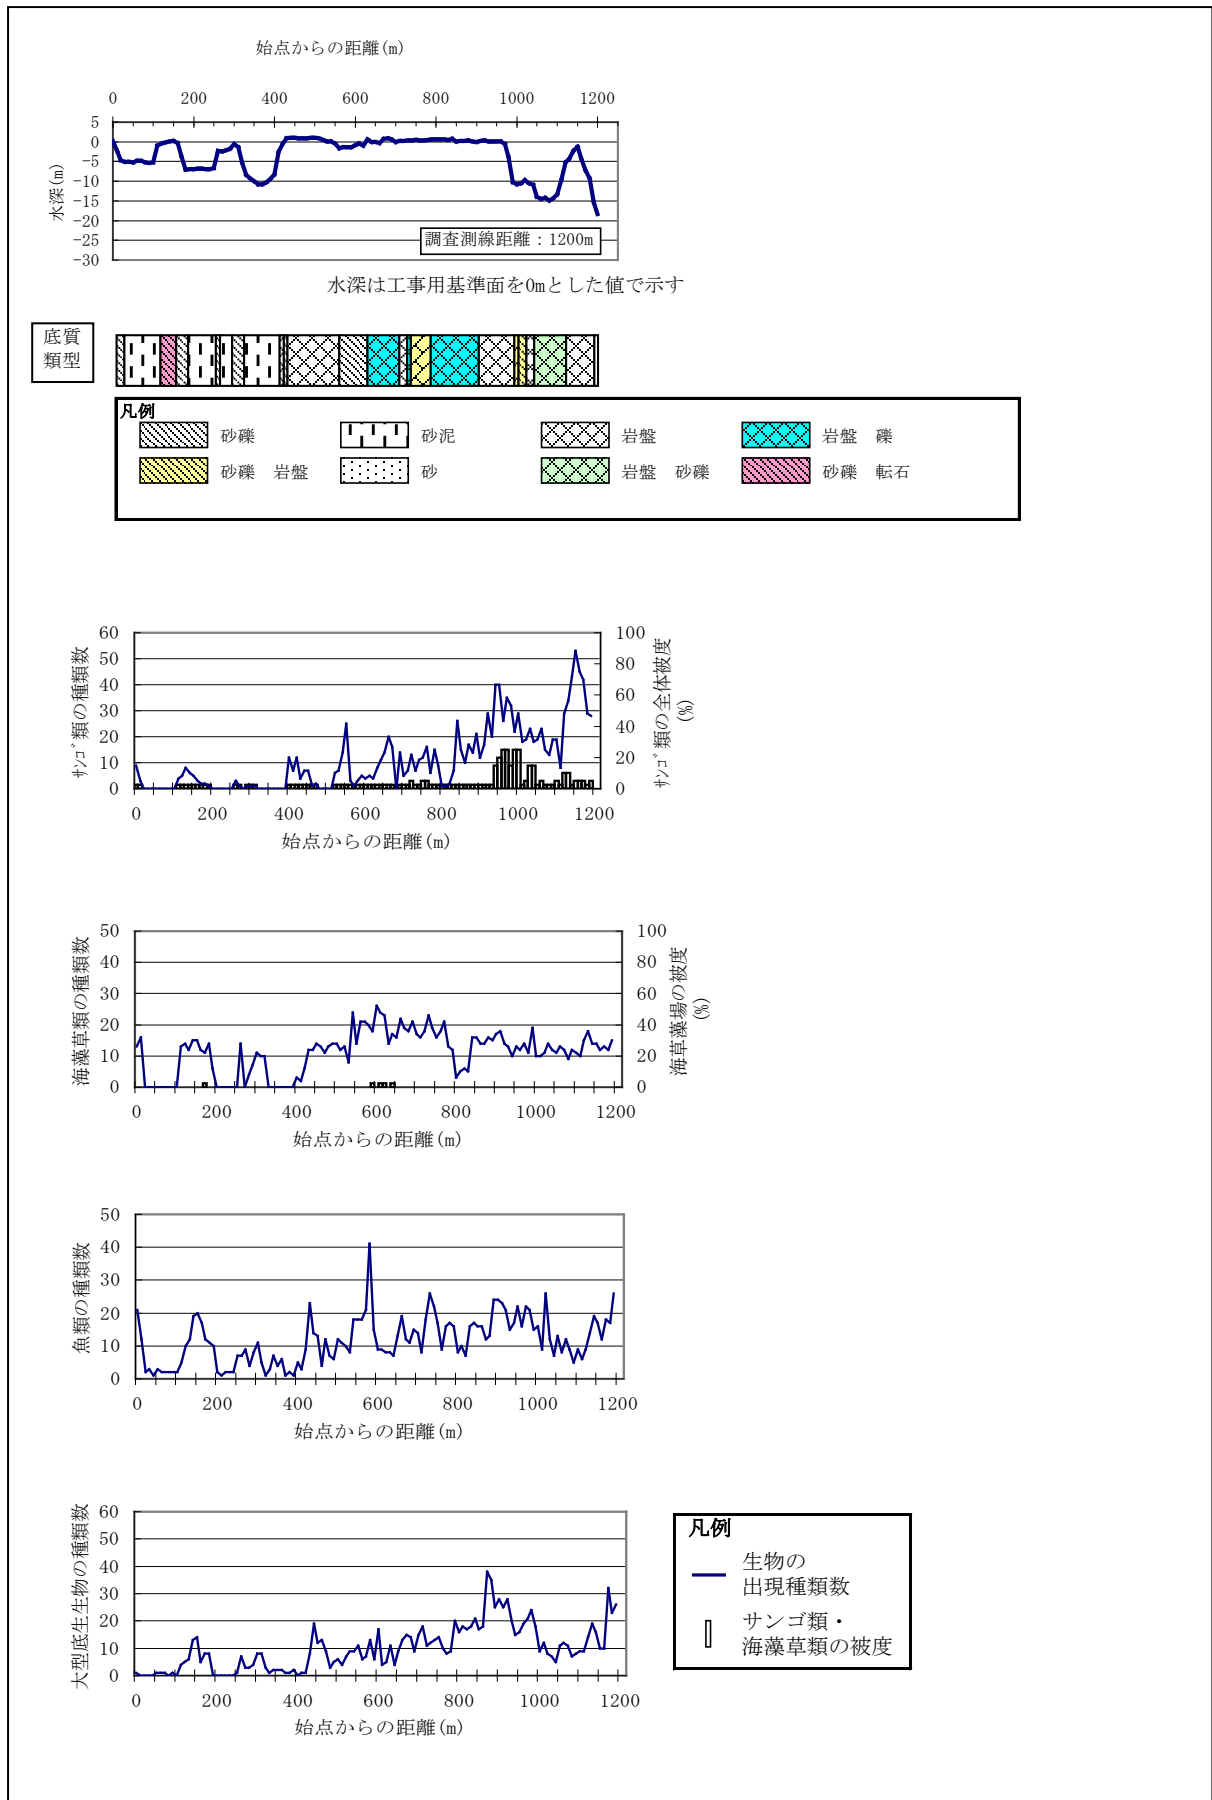 始点からの距離(m)
0 200 400 600 800 1000 1200
5
0
-5
-10
-15
-20
-25
-30
水深(m)
調査測線距離：1200m
水深は工事用基準面を0mとした値で示す
底質
類型
凡例
砂礫 砂泥 岩盤 岩盤　礫
砂礫　岩盤 砂 岩盤　砂礫 砂礫　転石
60
50
40
30
20
10
0
ｻﾝｺﾞ類の種類数
100
80
60
40
20
0
ｻﾝｺﾞ類の全体被度
(%)
0 200 400 600 800 1000 1200
始点からの距離(m)
50
40
30
20
10
0
海藻草類の種類数
100
80
60
40
20
0
海草藻場の被度
(%)
0 200 400 600 800 1000 1200
始点からの距離(m)
50
40
30
20
10
0
魚類の種類数
0 200 400 600 800 1000 1200
始点からの距離(m)
60
50
40
30
20
10
0
大型底生生物の種類数
0 200 400 600 800 1000 1200
始点からの距離(m)
凡例
生物の
出現種類数
サンゴ類・
海藻草類の被度